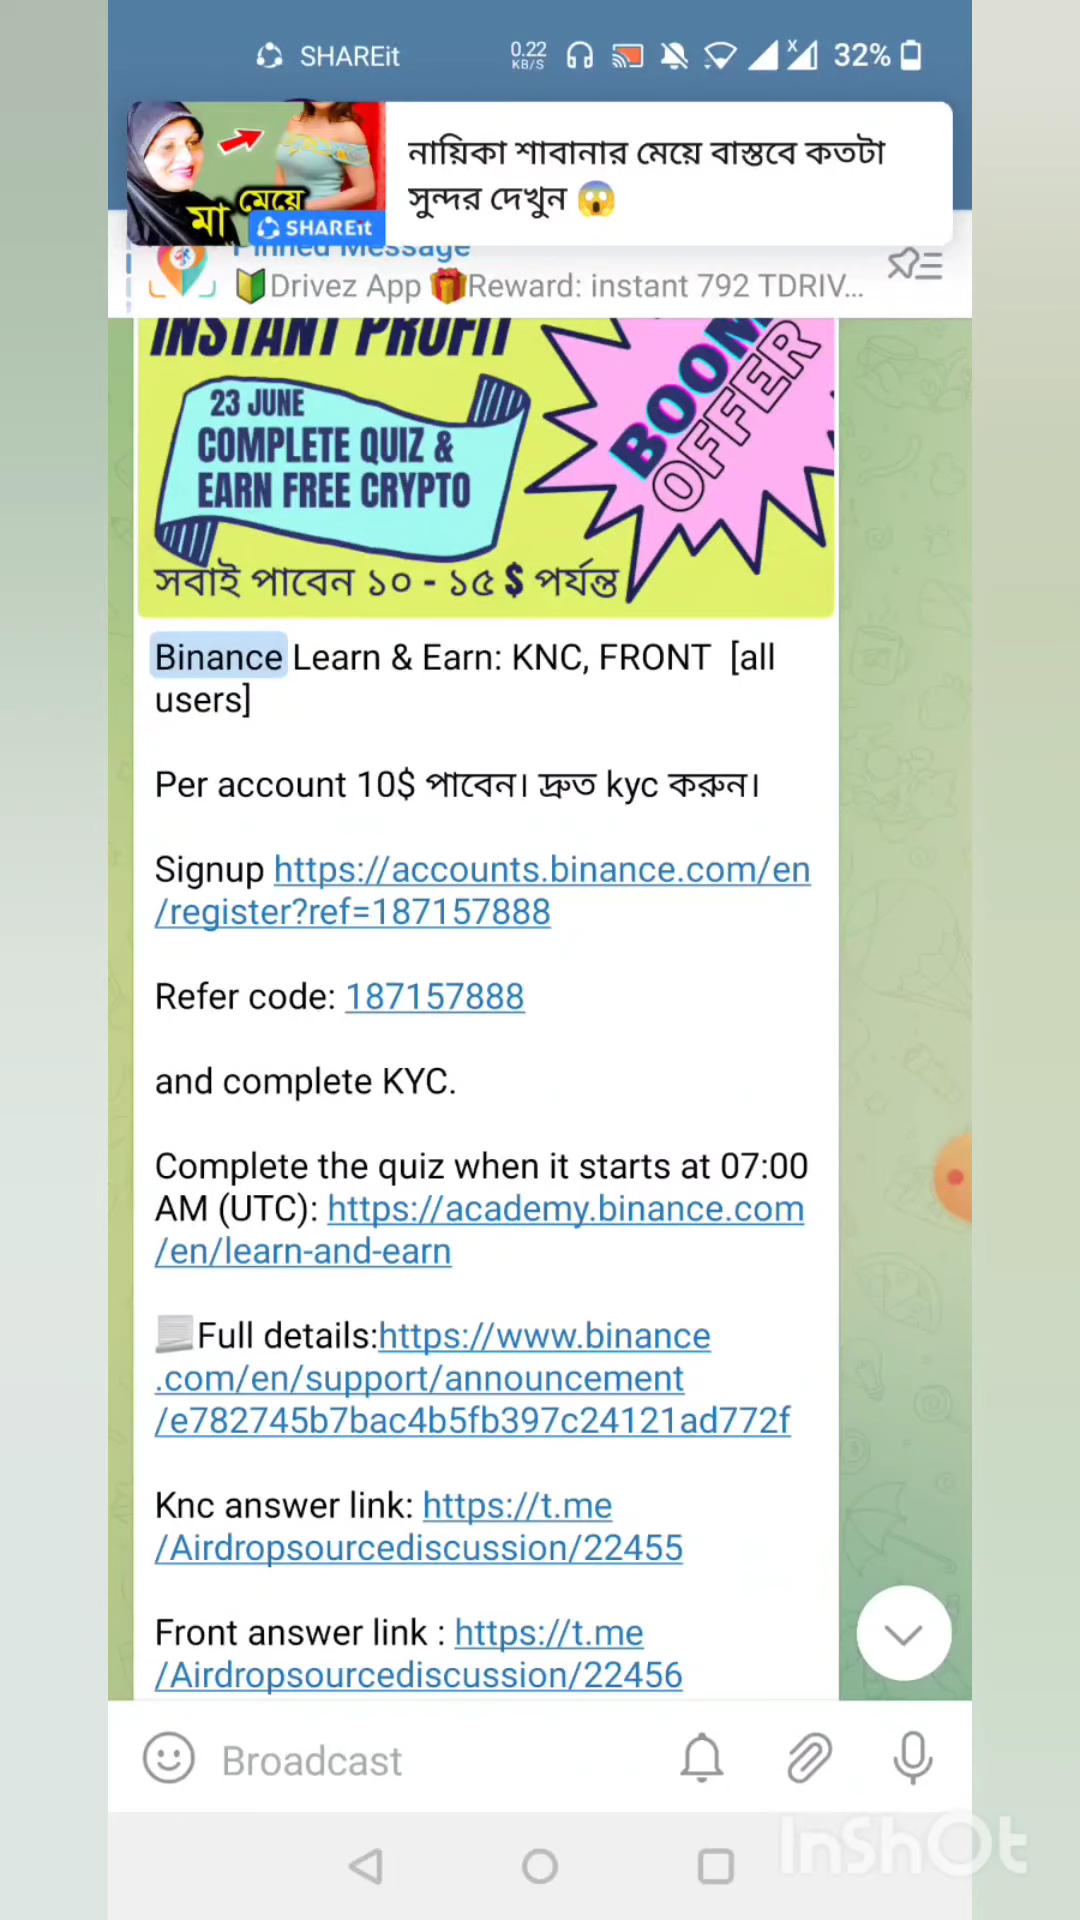 SHAREit
0.22
KB/S
32%
নায়িকা শাবানার মেয়ে বাস্তবে কতটা
সুন্দর দেখুন 😱
মা মেয়ে
SHAREit
Pinned Message
🔰Drivez App 🎁Reward: instant 792 TDRIV...
INSTANT PROFIT
BOOM
OFFER
23 JUNE
COMPLETE QUIZ &
EARN FREE CRYPTO
সবাই পাবেন ১০ - ১৫ $ পর্যন্ত
Binance Learn & Earn: KNC, FRONT [all
users]
Per account 10$ পাবেন। দ্রুত kyc করুন।
Signup https://accounts.binance.com/en
/register?ref=187157888
Refer code: 187157888
and complete KYC.
Complete the quiz when it starts at 07:00
AM (UTC): https://academy.binance.com
/en/learn-and-earn
📃Full details:https://www.binance
.com/en/support/announcement
/e782745b7bac4b5fb397c24121ad772f
Knc answer link: https://t.me
/Airdropsourcediscussion/22455
Front answer link : https://t.me
/Airdropsourcediscussion/22456
Broadcast
InShOt